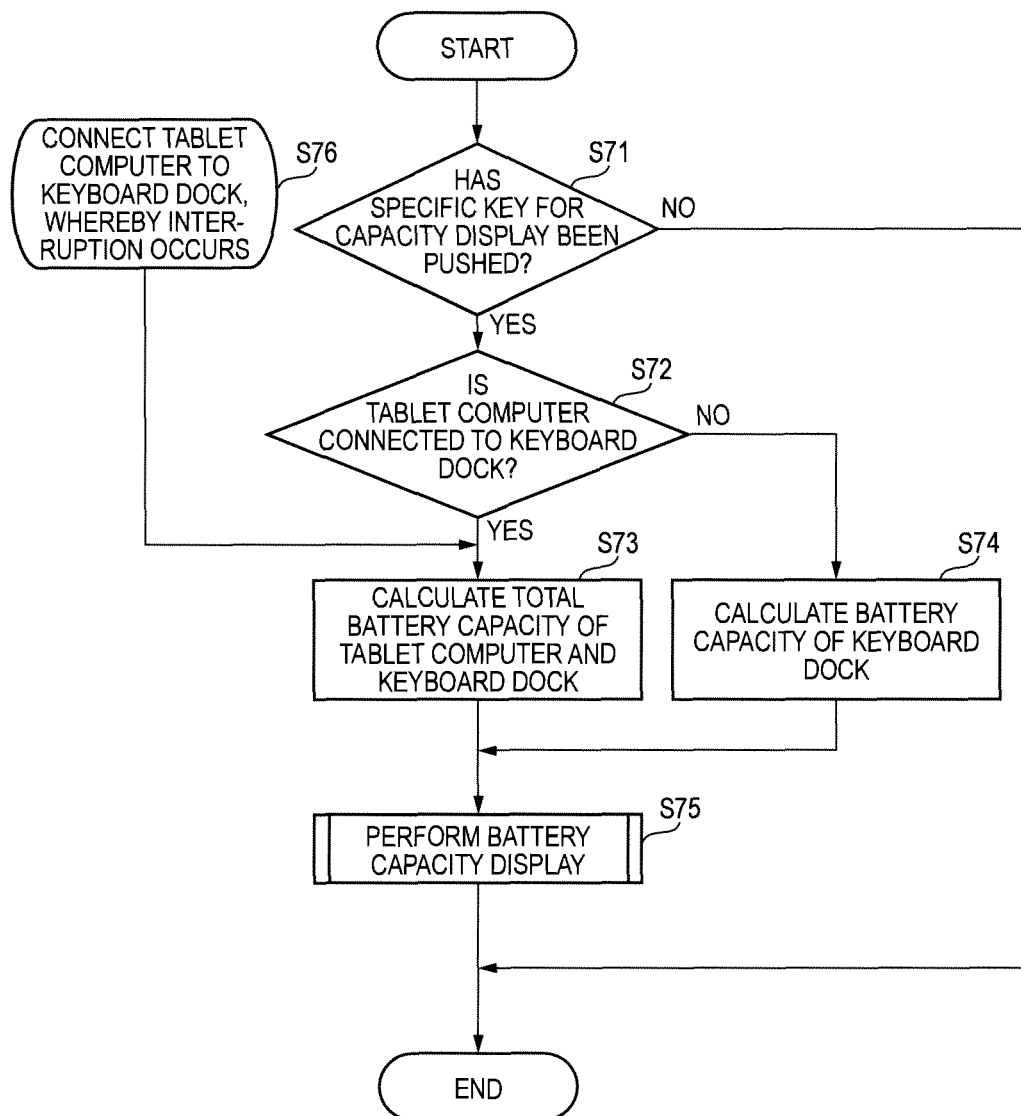 START
CONNECT TABLET
COMPUTER TO
KEYBOARD DOCK,
WHEREBY INTER-
RUPTION OCCURS
S76
S71
HAS
SPECIFIC KEY FOR
CAPACITY DISPLAY BEEN
PUSHED?
NO
YES
S72
IS
TABLET COMPUTER
CONNECTED TO KEYBOARD
DOCK?
NO
YES
S73
CALCULATE TOTAL
BATTERY CAPACITY OF
TABLET COMPUTER AND
KEYBOARD DOCK
S74
CALCULATE BATTERY
CAPACITY OF KEYBOARD
DOCK
S75
PERFORM BATTERY
CAPACITY DISPLAY
END